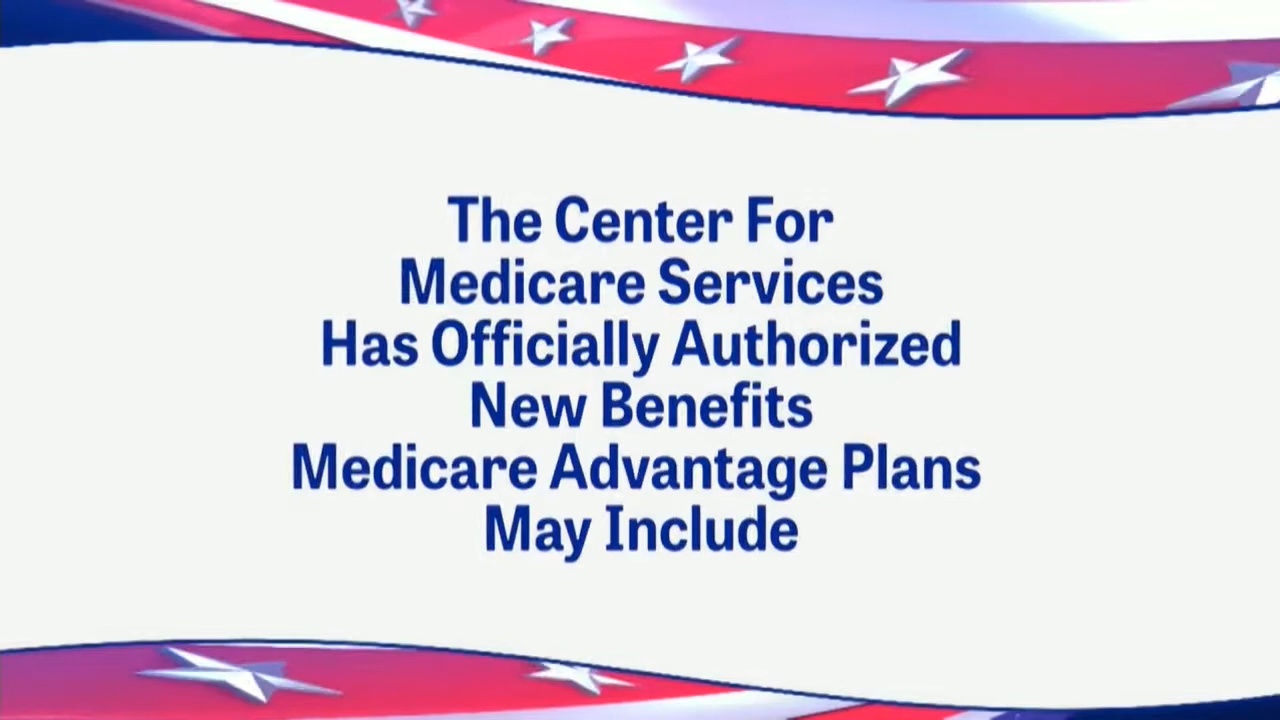 The Center For
Medicare Services
Has Officially Authorized
New Benefits
Medicare Advantage Plans
May Include